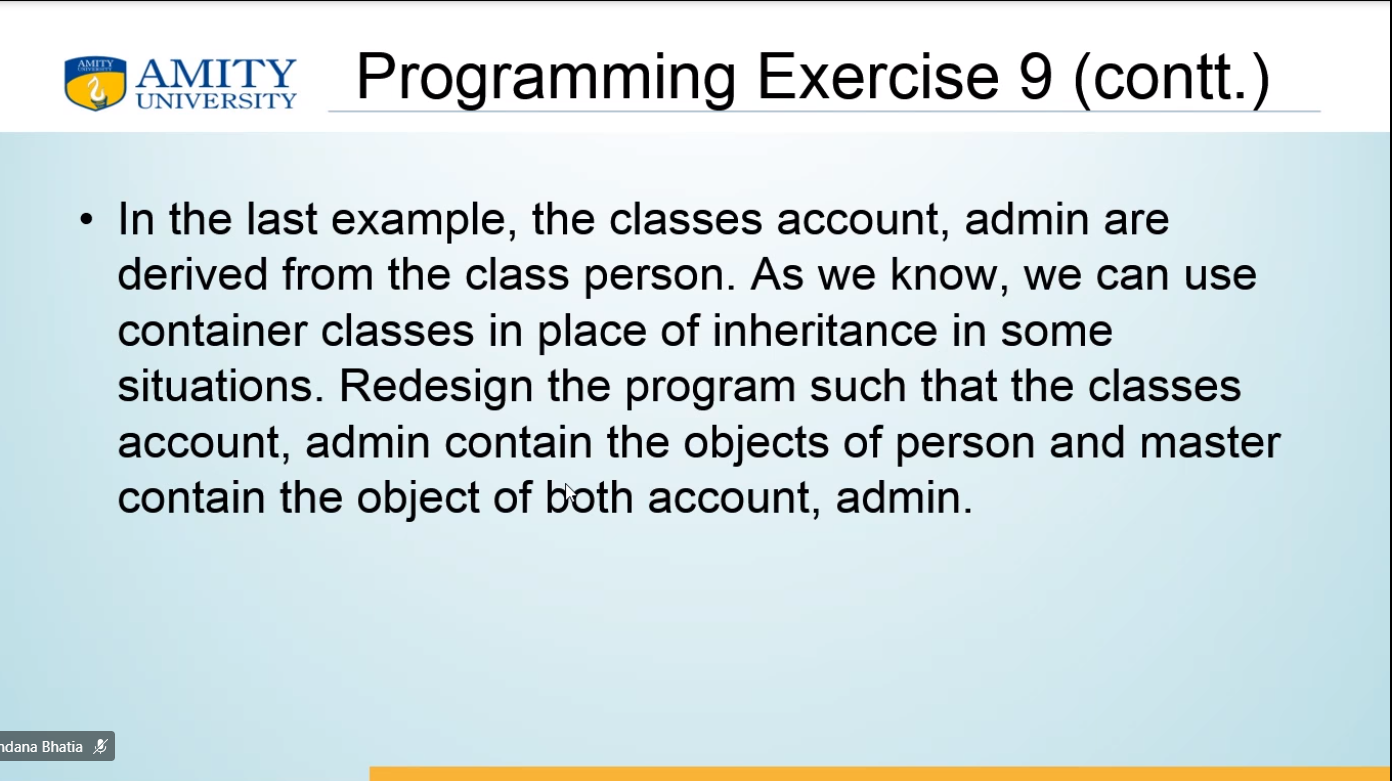 AMITY
UNIVERSITY
AMITY
UNIVERSITY
Programming Exercise 9 (contt.)
• In the last example, the classes account, admin are
derived from the class person. As we know, we can use
container classes in place of inheritance in some
situations. Redesign the program such that the classes
account, admin contain the objects of person and master
contain the object of both account, admin.
ndana Bhatia